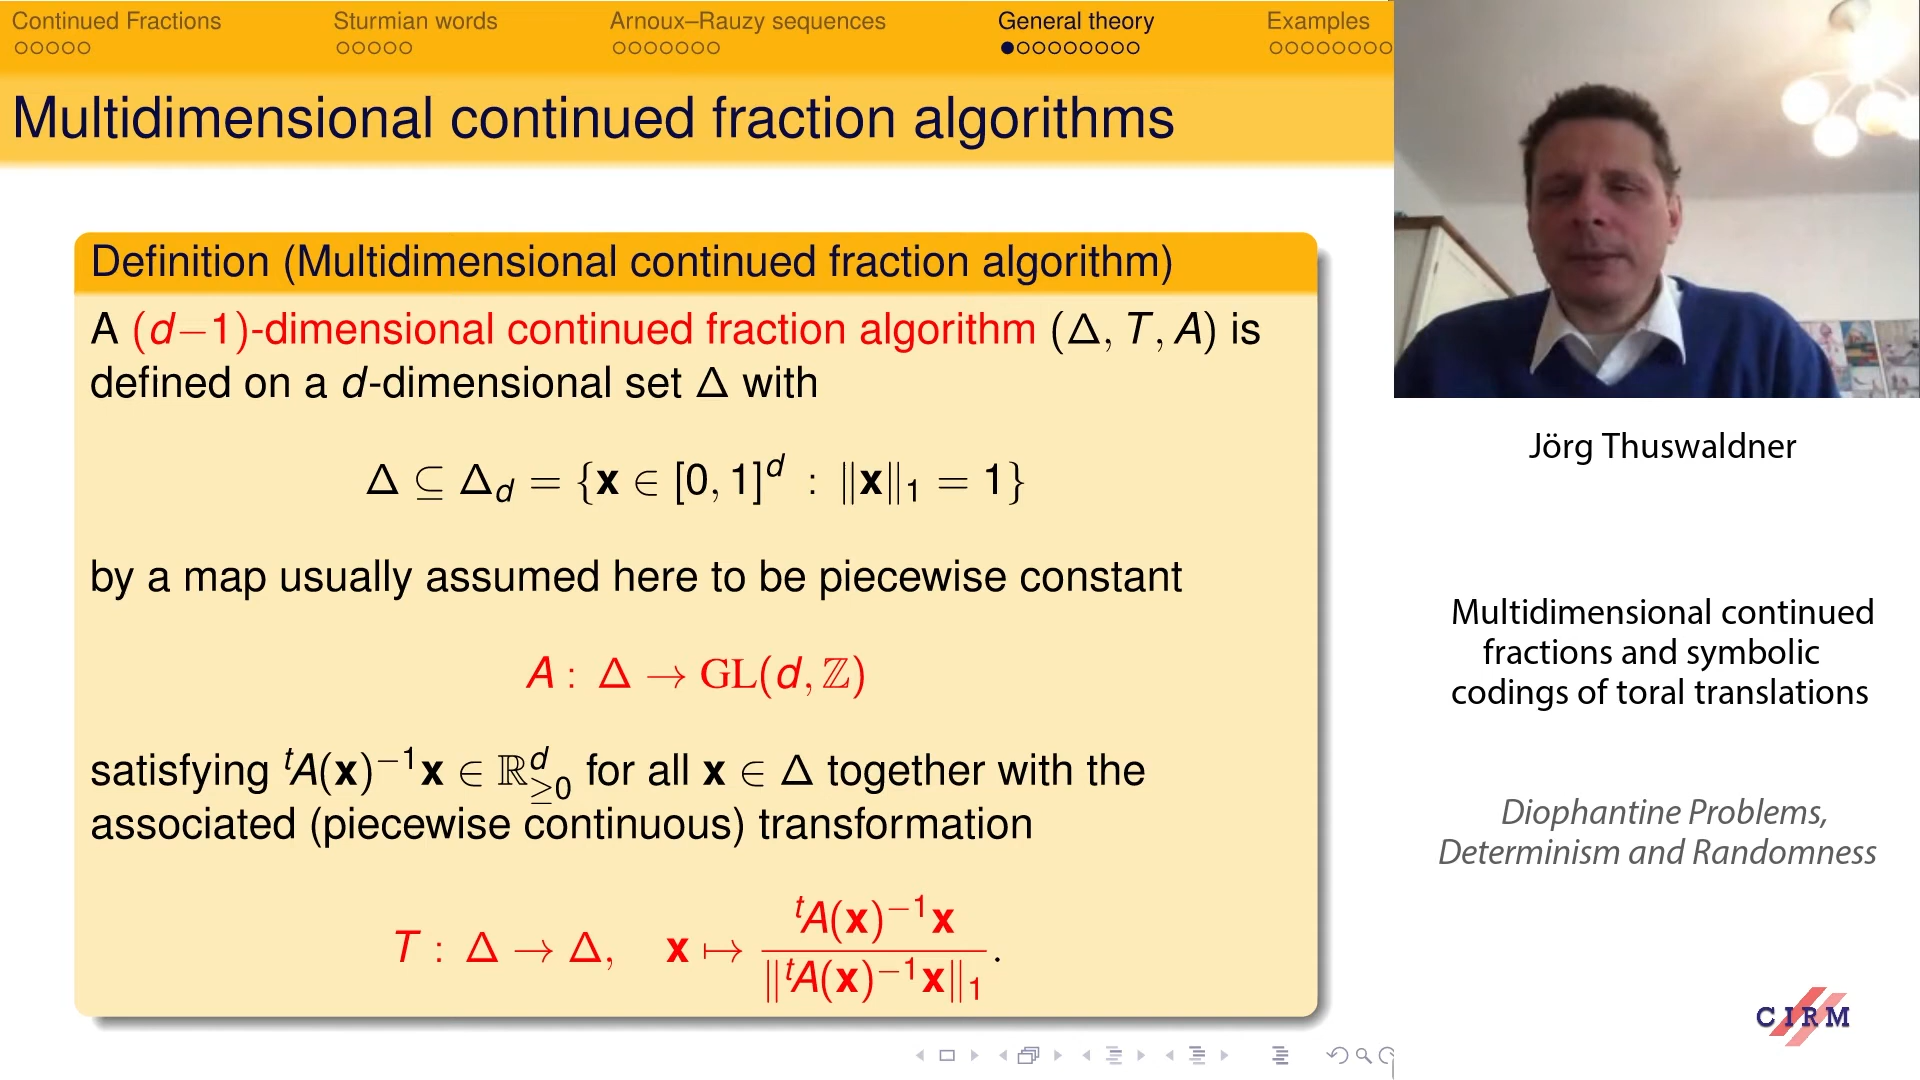 Continued Fractions Sturmian words Arnoux–Rauzy sequences General theory Examples
Multidimensional continued fraction algorithms
Definition (Multidimensional continued fraction algorithm)
A (d−1)-dimensional continued fraction algorithm (Δ, T, A) is
defined on a d-dimensional set Δ with
Δ ⊆ Δ_d = {x ∈ [0, 1]^d : ‖x‖₁ = 1}
by a map usually assumed here to be piecewise constant
A : Δ → GL(d, ℤ)
satisfying ᵗA(x)⁻¹x ∈ ℝ^d_≥0 for all x ∈ Δ together with the
associated (piecewise continuous) transformation
T : Δ → Δ, x ↦ ᵗA(x)⁻¹x / ‖ᵗA(x)⁻¹x‖₁.
Jörg Thuswaldner
Multidimensional continued
fractions and symbolic
codings of toral translations
Diophantine Problems,
Determinism and Randomness
CIRM